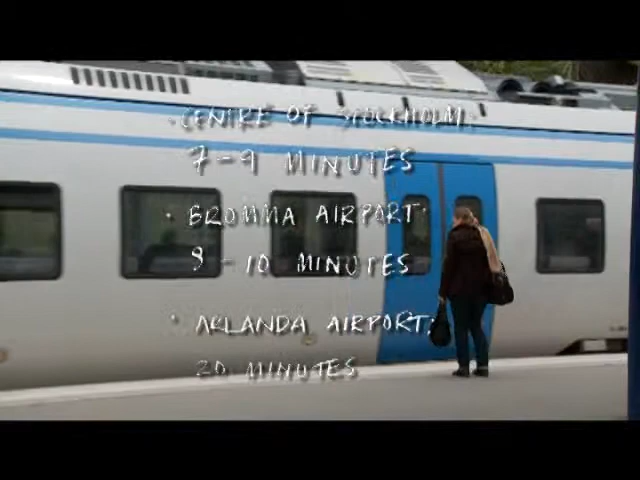 · CENTRE OF STOCKHOLM:
7-9 MINUTES
· BROMMA AIRPORT:
8-10 MINUTES
· ARLANDA AIRPORT:
20 MINUTES